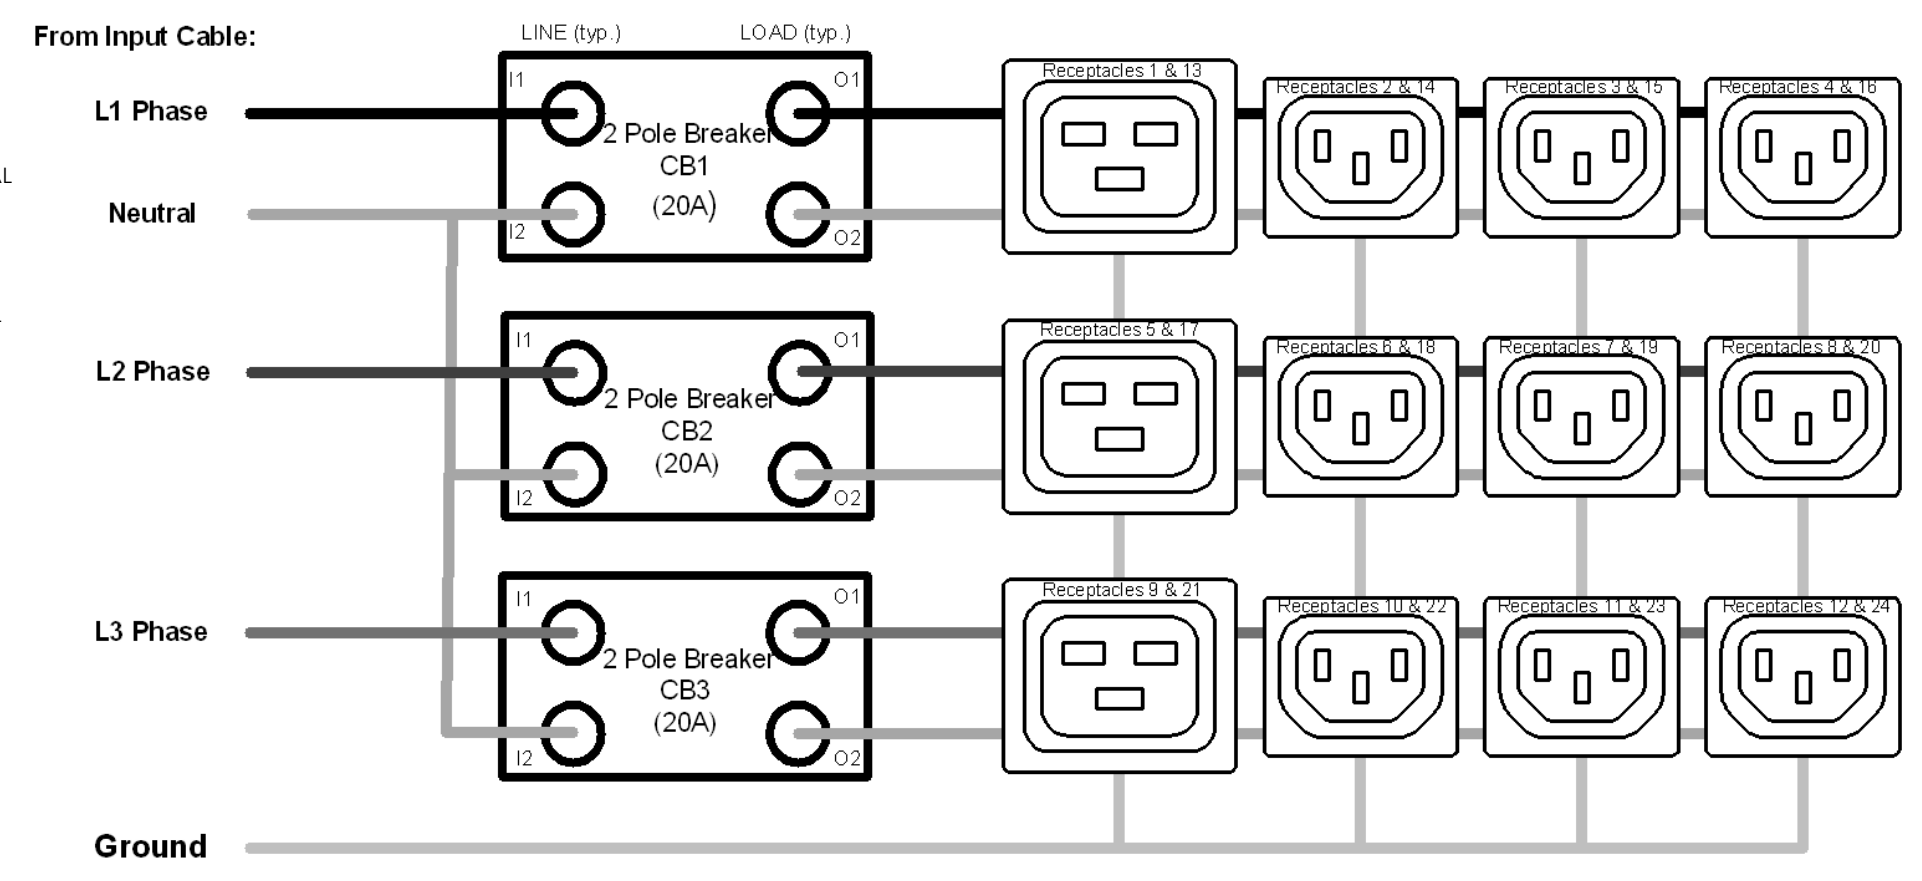 From Input Cable:
LINE (typ.)
LOAD (typ.)
L1 Phase
I1
O1
2 Pole Breaker
CB1
(20A)
Neutral
I2
O2
Receptacles 1 & 13
Receptacles 2 & 14
Receptacles 3 & 15
Receptacles 4 & 16
L2 Phase
I1
O1
2 Pole Breaker
CB2
(20A)
I2
O2
Receptacles 5 & 17
Receptacles 6 & 18
Receptacles 7 & 19
Receptacles 8 & 20
L3 Phase
I1
O1
2 Pole Breaker
CB3
(20A)
I2
O2
Receptacles 9 & 21
Receptacles 10 & 22
Receptacles 11 & 23
Receptacles 12 & 24
Ground